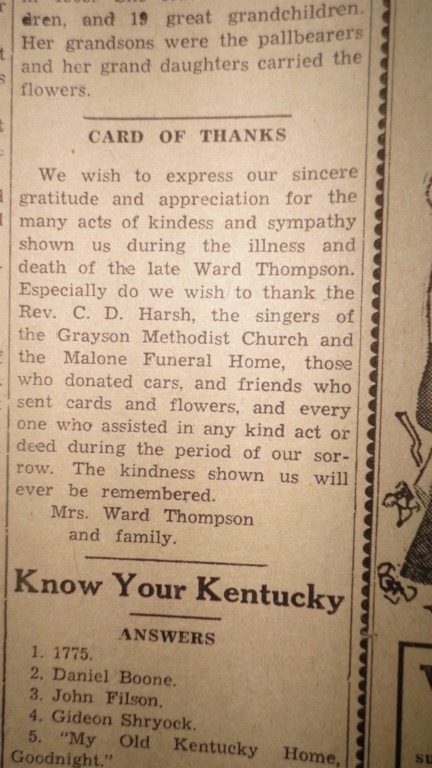 dren, and 19 great grandchildren.
Her grandsons were the pallbearers
and her grand daughters carried the
flowers.
CARD OF THANKS
We wish to express our sincere
gratitude and appreciation for the
many acts of kindess and sympathy
shown us during the illness and
death of the late Ward Thompson.
Especially do we wish to thank the
Rev. C. D. Harsh, the singers of
the Grayson Methodist Church and
the Malone Funeral Home, those
who donated cars, and friends who
sent cards and flowers, and every
one who assisted in any kind act or
deed during the period of our sor-
row. The kindness shown us will
ever be remembered.
Mrs. Ward Thompson
and family.
Know Your Kentucky
ANSWERS
1. 1775.
2. Daniel Boone.
3. John Filson.
4. Gideon Shryock.
5. "My Old Kentucky Home,
Goodnight."